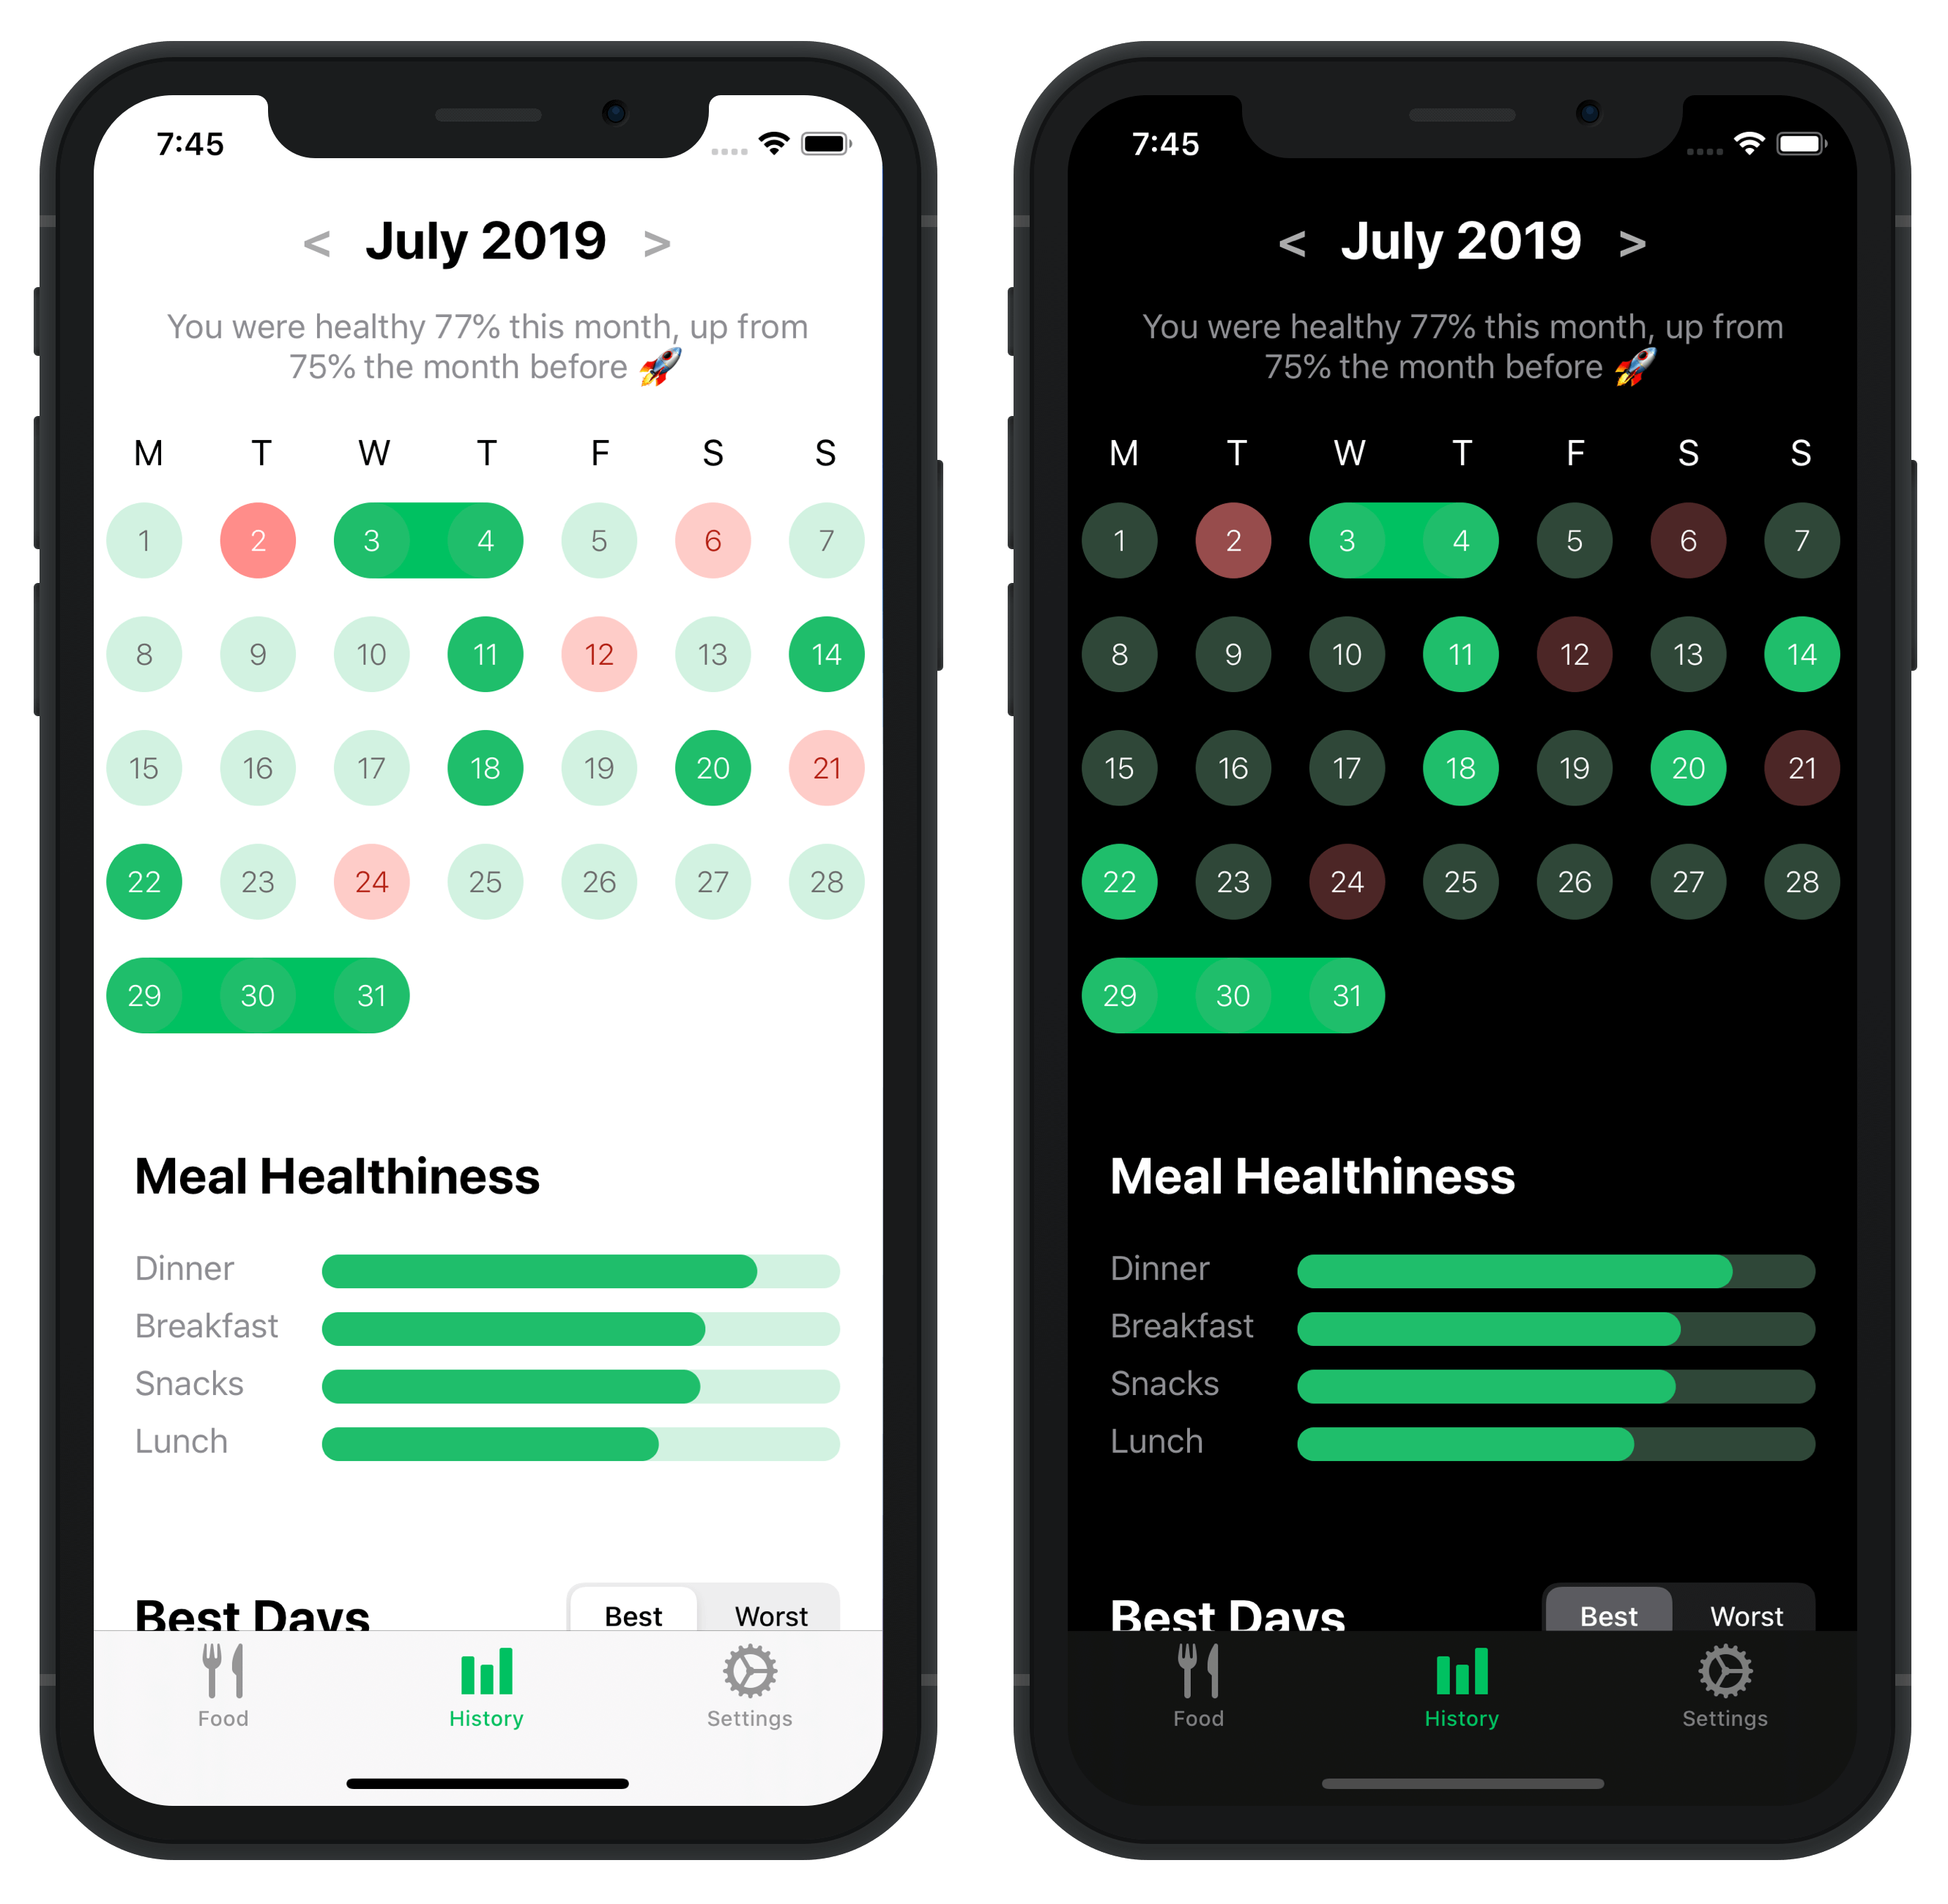 7:45
< July 2019 >
You were healthy 77% this month, up from
75% the month before 🚀
M T W T F S S
1 2 3 4 5 6 7
8 9 10 11 12 13 14
15 16 17 18 19 20 21
22 23 24 25 26 27 28
29 30 31
Meal Healthiness
Dinner
Breakfast
Snacks
Lunch
Best Days Best Worst
Food History Settings
7:45
< July 2019 >
You were healthy 77% this month, up from
75% the month before 🚀
M T W T F S S
1 2 3 4 5 6 7
8 9 10 11 12 13 14
15 16 17 18 19 20 21
22 23 24 25 26 27 28
29 30 31
Meal Healthiness
Dinner
Breakfast
Snacks
Lunch
Best Days Best Worst
Food History Settings